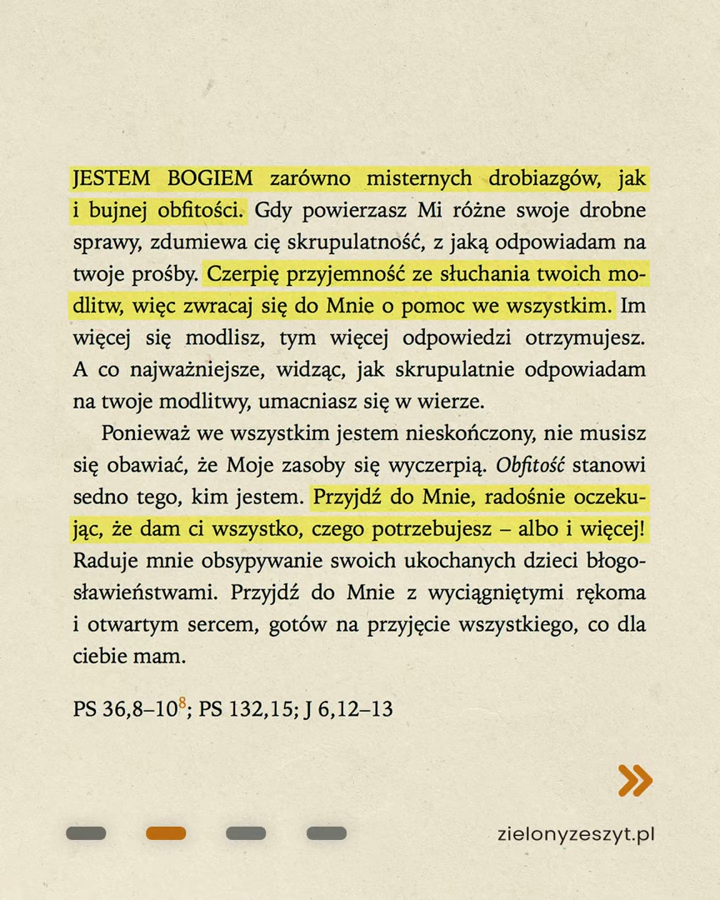 JESTEM BOGIEM zarówno misternych drobiazgów, jak
i bujnej obfitości. Gdy powierzasz Mi różne swoje drobne
sprawy, zdumiewa cię skrupulatność, z jaką odpowiadam na
twoje prośby. Czerpię przyjemność ze słuchania twoich mo-
dlitw, więc zwracaj się do Mnie o pomoc we wszystkim. Im
więcej się modlisz, tym więcej odpowiedzi otrzymujesz.
A co najważniejsze, widząc, jak skrupulatnie odpowiadam
na twoje modlitwy, umacniasz się w wierze.
Ponieważ we wszystkim jestem nieskończony, nie musisz
się obawiać, że Moje zasoby się wyczerpią. Obfitość stanowi
sedno tego, kim jestem. Przyjdź do Mnie, radośnie oczeku-
jąc, że dam ci wszystko, czego potrzebujesz – albo i więcej!
Raduje mnie obsypywanie swoich ukochanych dzieci błogo-
sławieństwami. Przyjdź do Mnie z wyciągniętymi rękoma
i otwartym sercem, gotów na przyjęcie wszystkiego, co dla
ciebie mam.
PS 36,8–10⁸; PS 132,15; J 6,12–13
zielonyzeszyt.pl